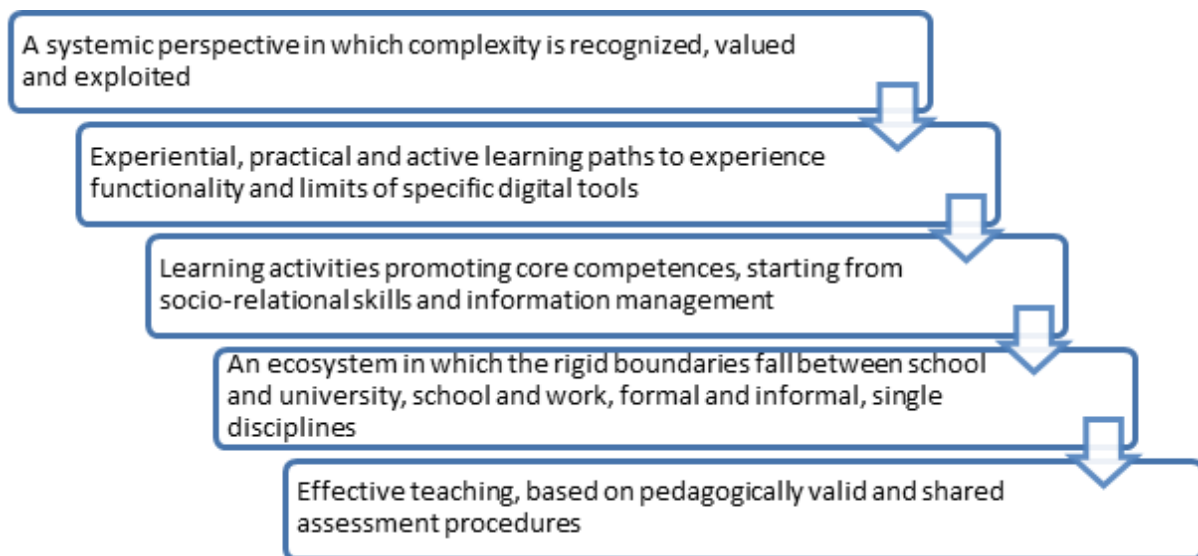 A systemic perspective in which complexity is recognized, valued
and exploited
Experiential, practical and active learning paths to experience
functionality and limits of specific digital tools
Learning activities promoting core competences, starting from
socio-relational skills and information management
An ecosystem in which the rigid boundaries fall between school
and university, school and work, formal and informal, single
disciplines
Effective teaching, based on pedagogically valid and shared
assessment procedures